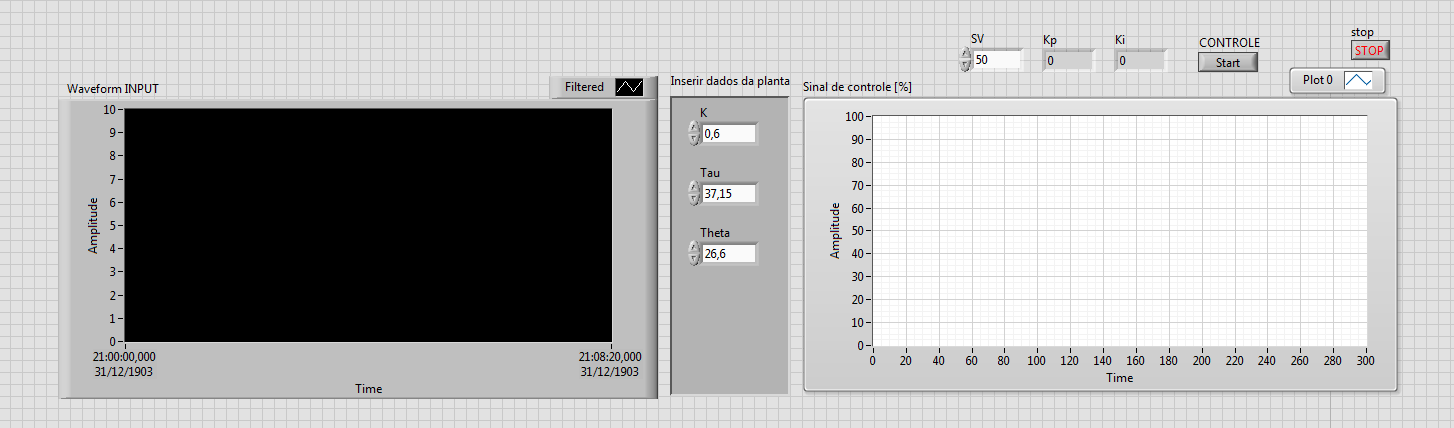 SV
50
Kp
0
Ki
0
CONTROLE
Start
stop
STOP
Waveform INPUT
Filtered
10
9
8
7
6
5
4
3
2
1
0
Amplitude
21:00:00,000
31/12/1903
21:08:20,000
31/12/1903
Time
Inserir dados da planta
K
0,6
Tau
37,15
Theta
26,6
Sinal de controle [%]
Plot 0
100
90
80
70
60
50
40
30
20
10
0
Amplitude
0 20 40 60 80 100 120 140 160 180 200 220 240 260 280 300
Time